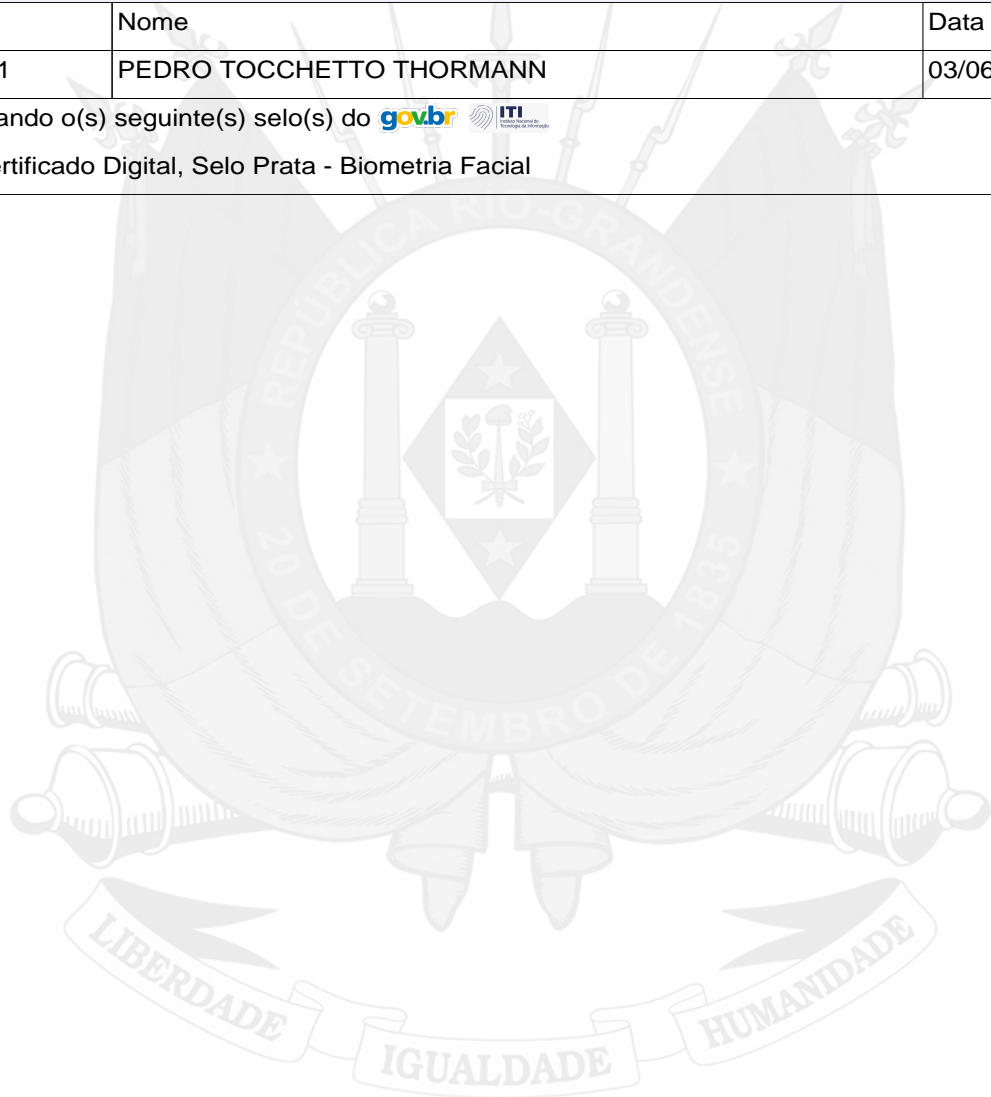 Nome Data
1 PEDRO TOCCHETTO THORMANN 03/06
ando o(s) seguinte(s) selo(s) do gov.br ITI
ertificado Digital, Selo Prata - Biometria Facial
REPÚBLICA RIO-GRANDENSE
★ 20 DE SETEMBRO DE 1835 ★
LIBERDADE IGUALDADE HUMANIDADE